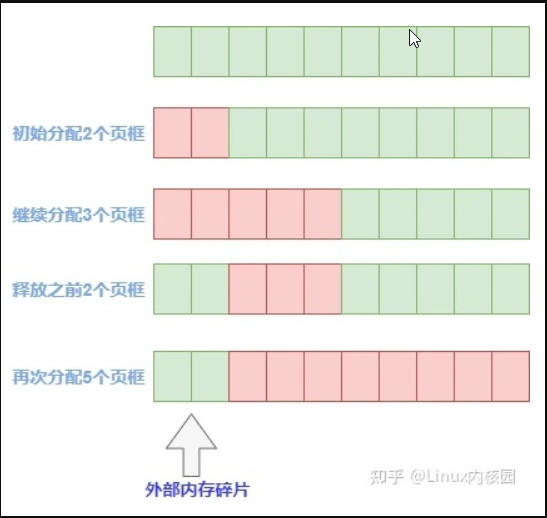 初始分配2个页框
继续分配3个页框
释放之前2个页框
再次分配5个页框
外部内存碎片
知乎 @Linux内核园